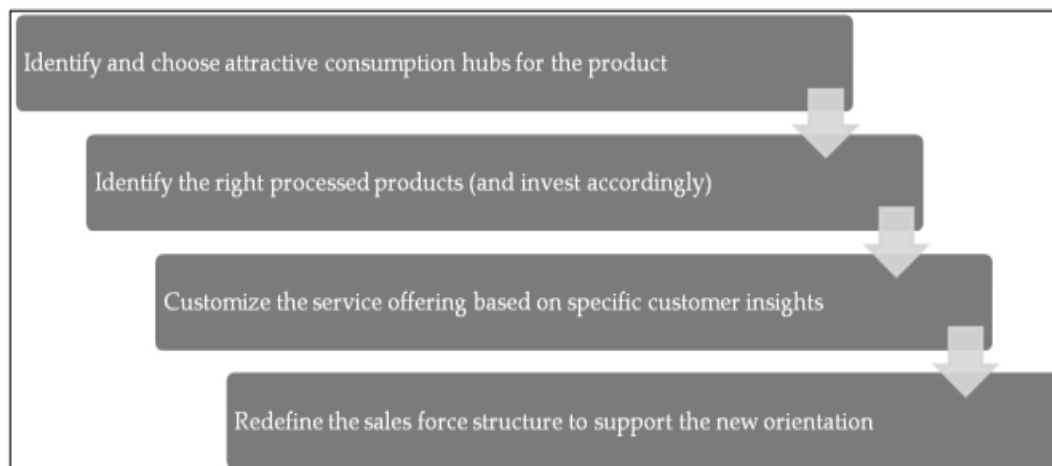 Identify and choose attractive consumption hubs for the product
Identify the right processed products (and invest accordingly)
Customize the service offering based on specific customer insights
Redefine the sales force structure to support the new orientation